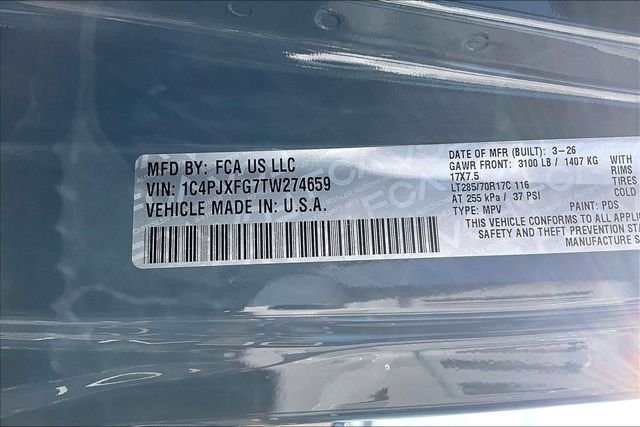 MFD BY: FCA US LLC
VIN: 1C4PJXFG7TW274659
VEHICLE MADE IN: U.S.A.
DATE OF MFR (BUILT): 3-26
GAWR FRONT: 3100 LB / 1407 KG WITH
17X7.5 RIMS
LT285/70R17C 116 TIRES
AT 255 kPa / 37 PSI COLD
TYPE: MPV PAINT: PDS
THIS VEHICLE CONFORMS TO ALL APPL
SAFETY AND THEFT PREVENTION STA
MANUFACTURE S